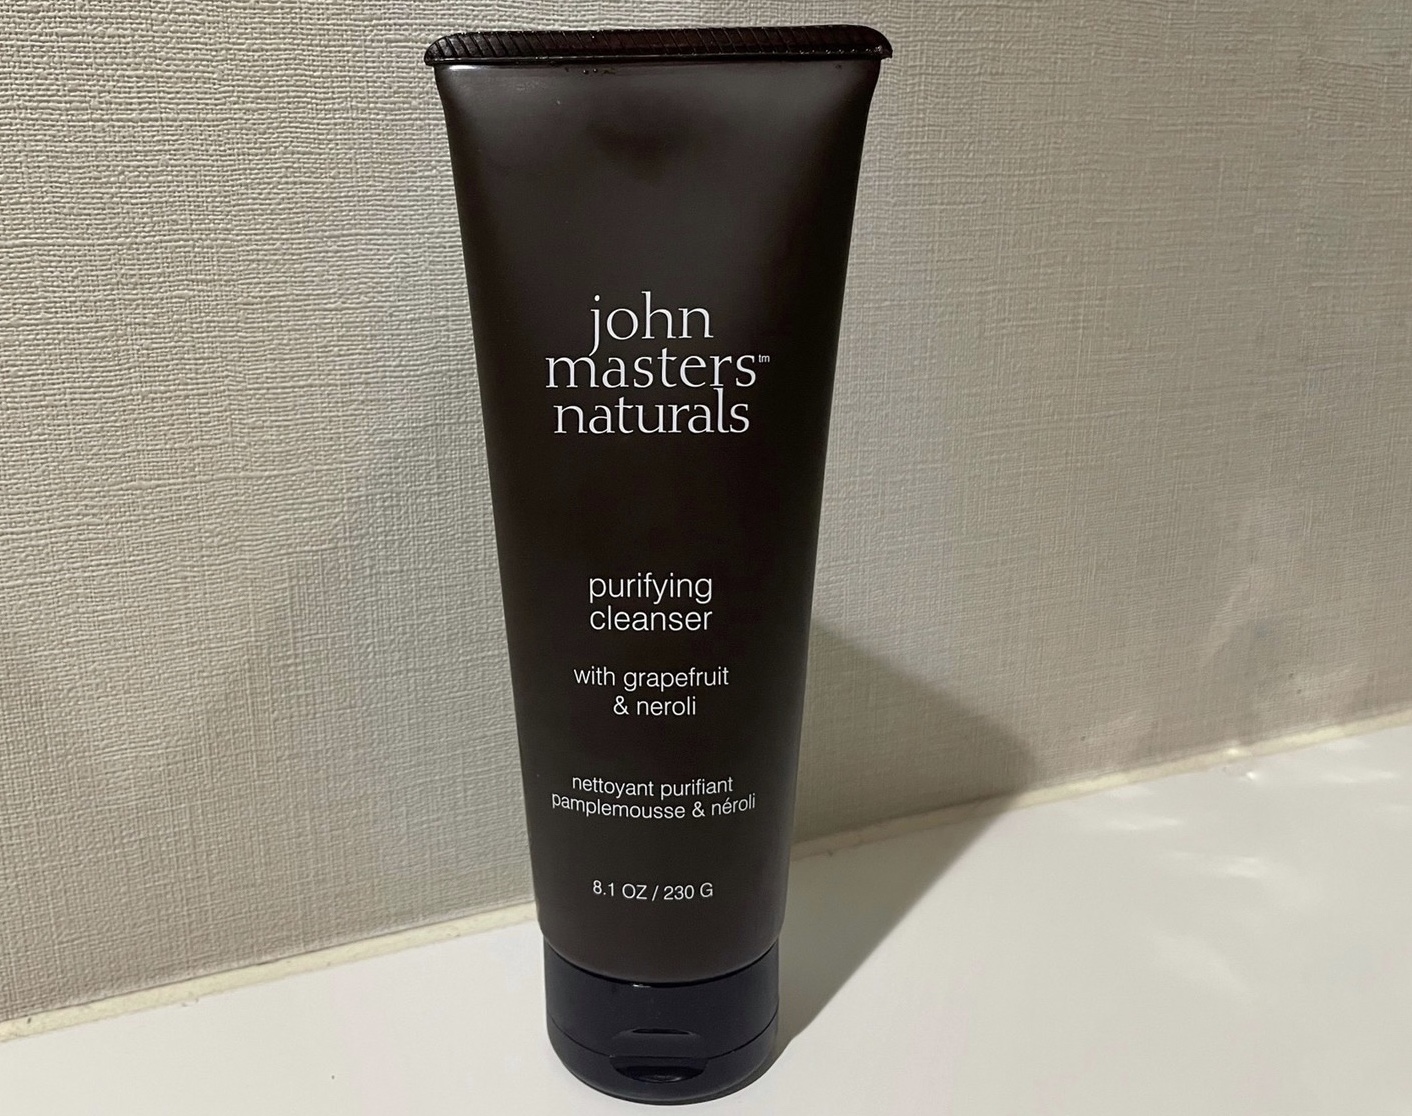 john
masters™
naturals
purifying
cleanser
with grapefruit
& neroli
nettoyant purifiant
pamplemousse & néroli
8.1 OZ / 230 G